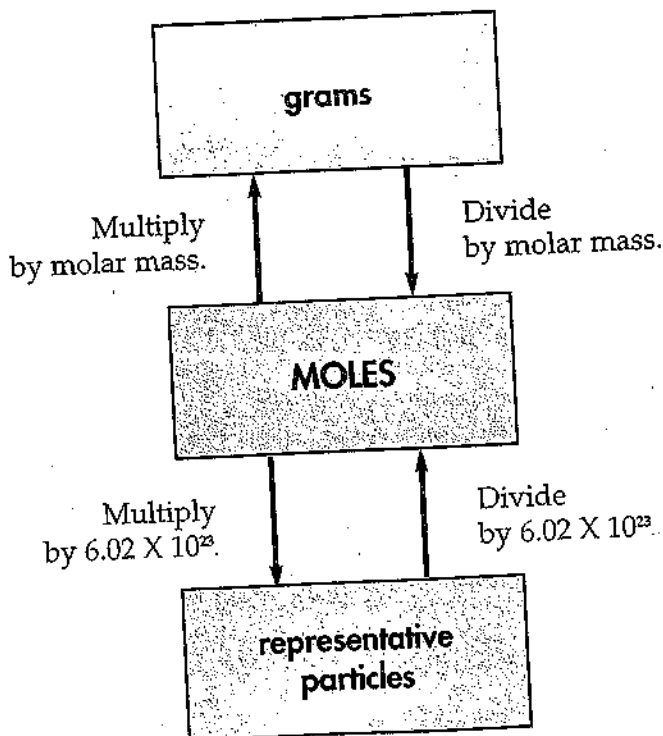 grams
Multiply
by molar mass.
Divide
by molar mass.
MOLES
Multiply
by 6.02 X 10²³.
Divide
by 6.02 X 10²³.
representative
particles